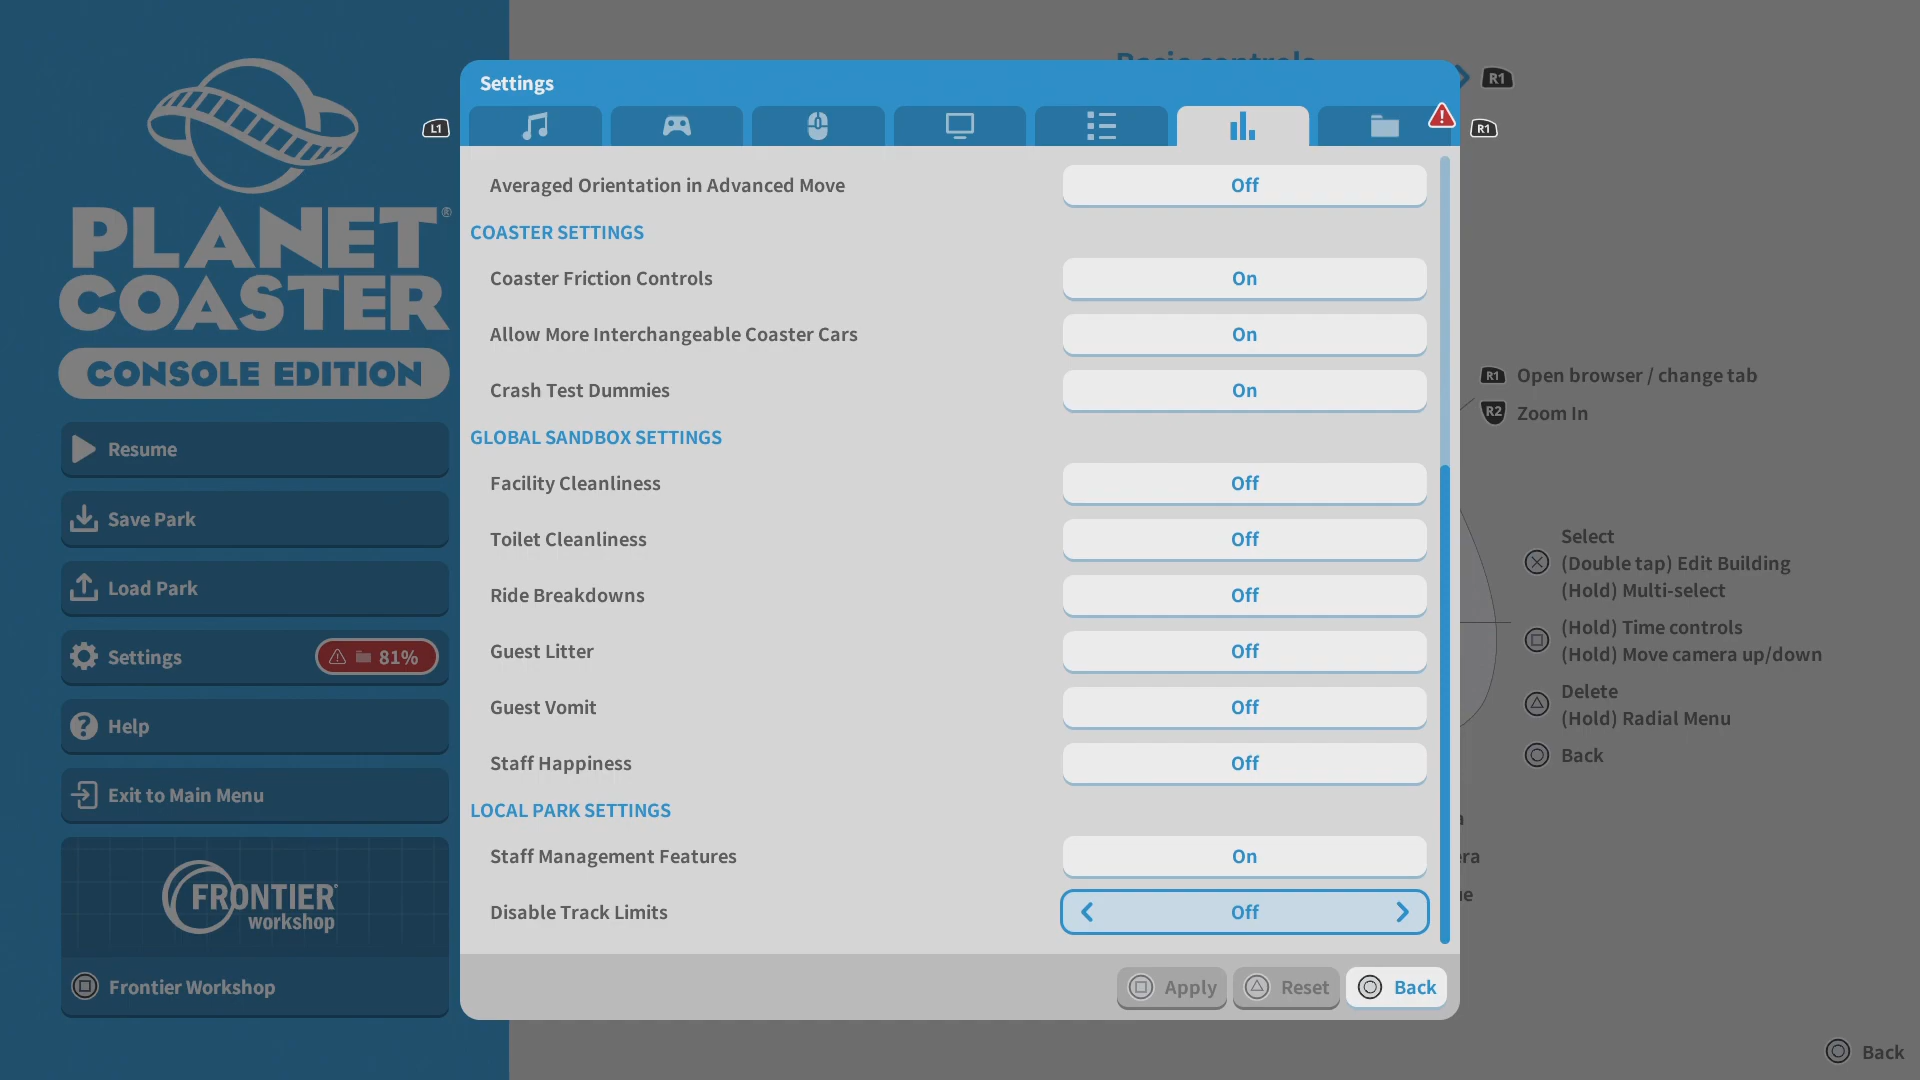 Basic controls
R1
Settings
L1
R1
Averaged Orientation in Advanced Move
Off
COASTER SETTINGS
Coaster Friction Controls
On
Allow More Interchangeable Coaster Cars
On
Crash Test Dummies
On
GLOBAL SANDBOX SETTINGS
Facility Cleanliness
Off
Toilet Cleanliness
Off
Ride Breakdowns
Off
Guest Litter
Off
Guest Vomit
Off
Staff Happiness
Off
LOCAL PARK SETTINGS
Staff Management Features
On
Disable Track Limits
Off
Apply
Reset
Back
PLANET®
COASTER
CONSOLE EDITION
Resume
Save Park
Load Park
Settings
81%
Help
Exit to Main Menu
FRONTIER
workshop
Frontier Workshop
R1 Open browser / change tab
R2 Zoom In
Select
(Double tap) Edit Building
(Hold) Multi-select
(Hold) Time controls
(Hold) Move camera up/down
Delete
(Hold) Radial Menu
Back
Back